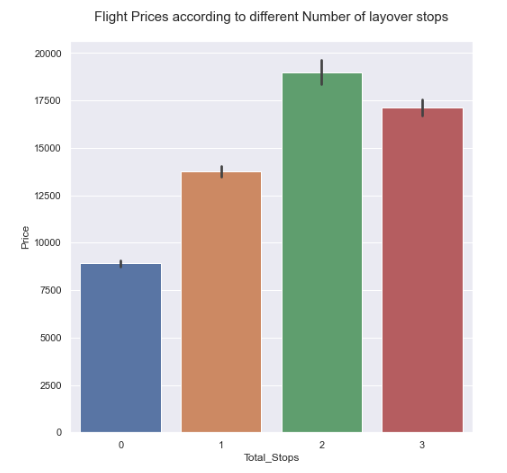 Flight Prices according to different Number of layover stops
20000
17500
15000
12500
10000
7500
5000
2500
0
Price
0 1 2 3
Total_Stops